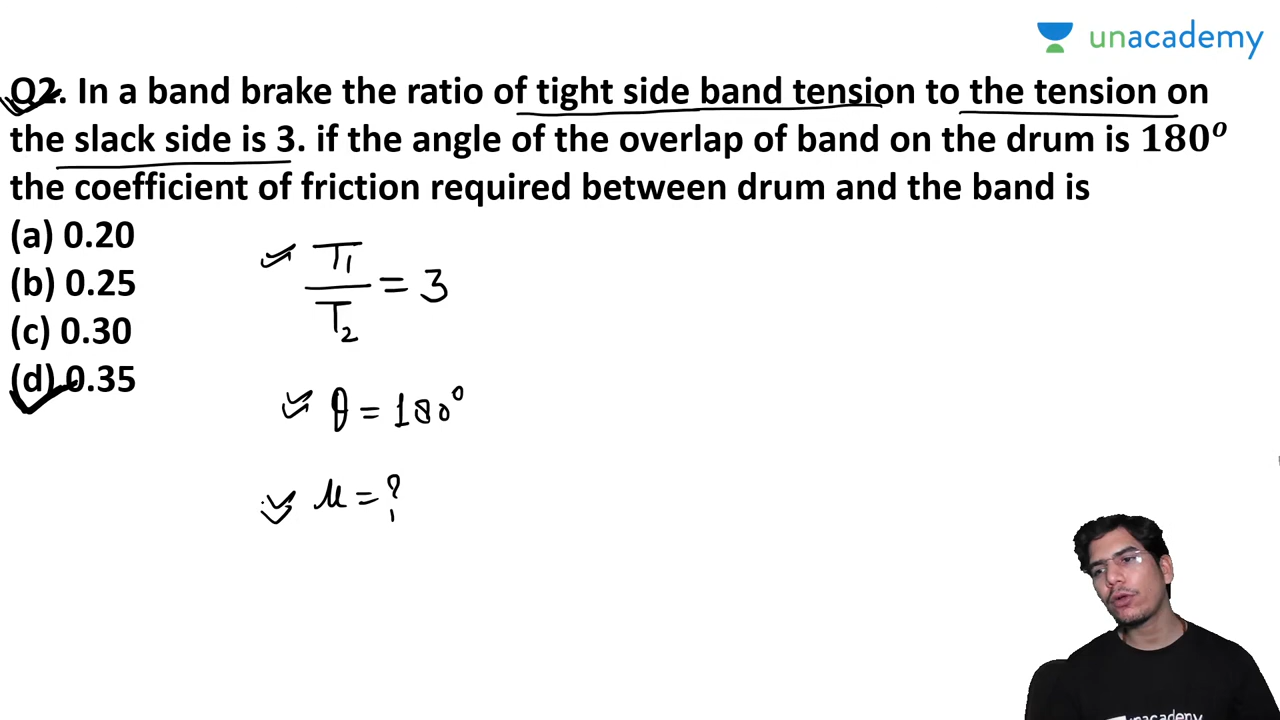 unacademy
Q2. In a band brake the ratio of tight side band tension to the tension on
the slack side is 3. if the angle of the overlap of band on the drum is 180°
the coefficient of friction required between drum and the band is
(a) 0.20
(b) 0.25
(c) 0.30
(d) 0.35
T₁
/ T₂ = 3
θ = 180°
μ = ?
unacademy